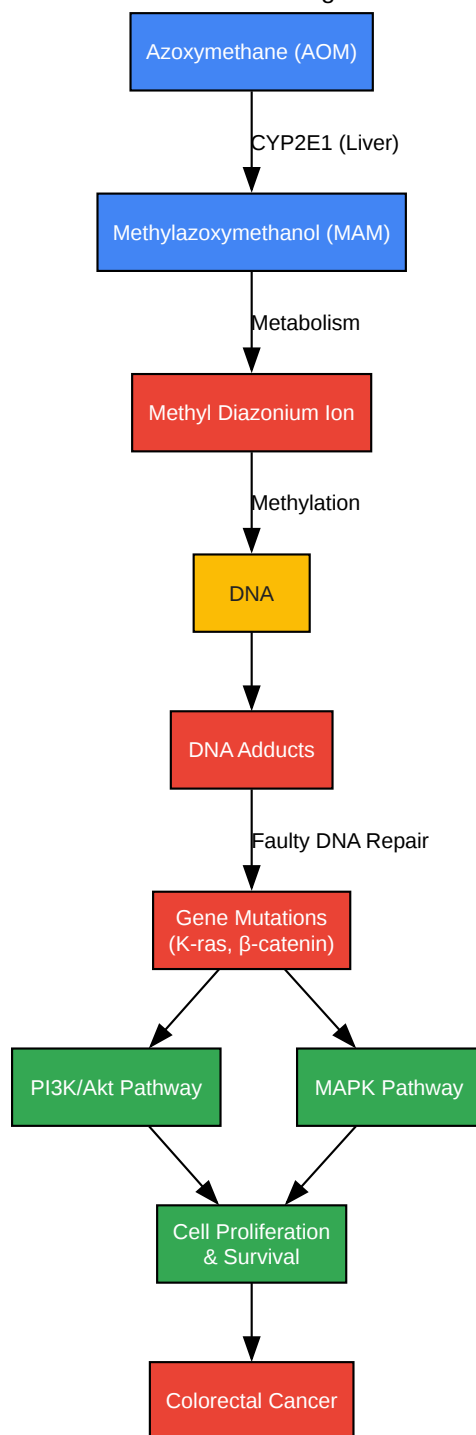 Azoxymethane (AOM)
CYP2E1 (Liver)
Methylazoxymethanol (MAM)
Metabolism
Methyl Diazonium Ion
Methylation
DNA
DNA Adducts
Faulty DNA Repair
Gene Mutations
(K-ras, β-catenin)
PI3K/Akt Pathway
MAPK Pathway
Cell Proliferation
& Survival
Colorectal Cancer